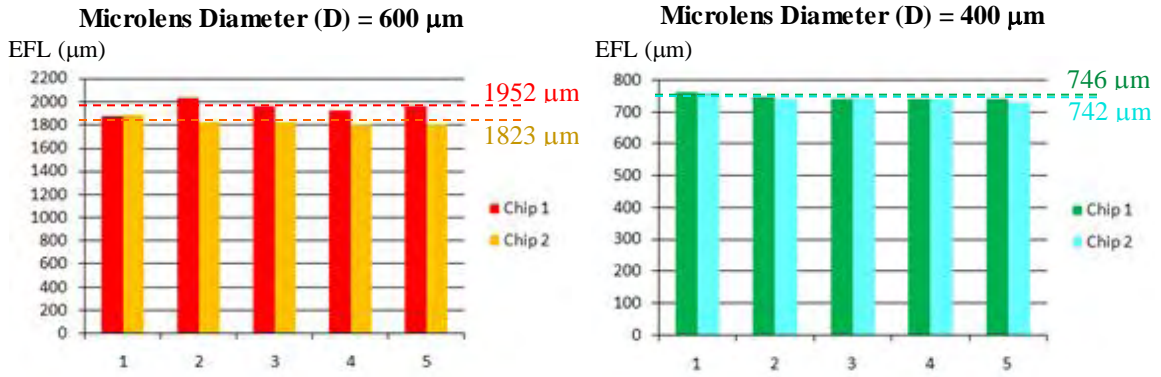 Microlens Diameter (D) = 600 μm
EFL (μm)
2200
2000
1800
1600
1400
1200
1000
800
600
400
200
0
1 2 3 4 5
1952 μm
1823 μm
Chip 1
Chip 2
Microlens Diameter (D) = 400 μm
EFL (μm)
800
700
600
500
400
300
200
100
0
1 2 3 4 5
746 μm
742 μm
Chip 1
Chip 2